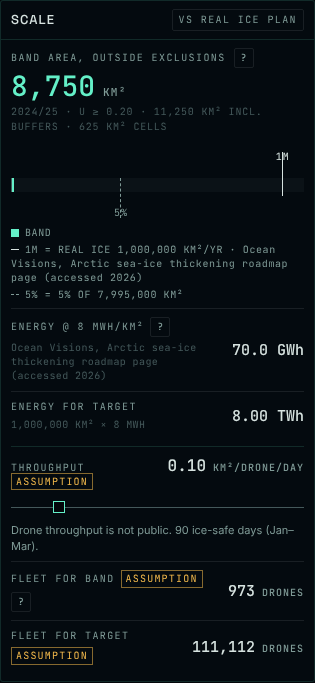 SCALE
VS REAL ICE PLAN
BAND AREA, OUTSIDE EXCLUSIONS ?
8,750 KM²
2024/25 · U ≥ 0.20 · 11,250 KM² INCL.
BUFFERS · 625 KM² CELLS
1M
5%
BAND
1M = REAL ICE 1,000,000 KM²/YR · Ocean
Visions, Arctic sea-ice thickening roadmap
page (accessed 2026)
5% = 5% OF 7,995,000 KM²
ENERGY @ 8 MWH/KM² ?
Ocean Visions, Arctic sea-ice
thickening roadmap page
(accessed 2026)
70.0 GWh
ENERGY FOR TARGET
1,000,000 KM² × 8 MWH
8.00 TWh
THROUGHPUT
ASSUMPTION
0.10 KM²/DRONE/DAY
Drone throughput is not public. 90 ice-safe days (Jan–
Mar).
FLEET FOR BAND ASSUMPTION
?
973 DRONES
FLEET FOR TARGET
ASSUMPTION
111,112 DRONES